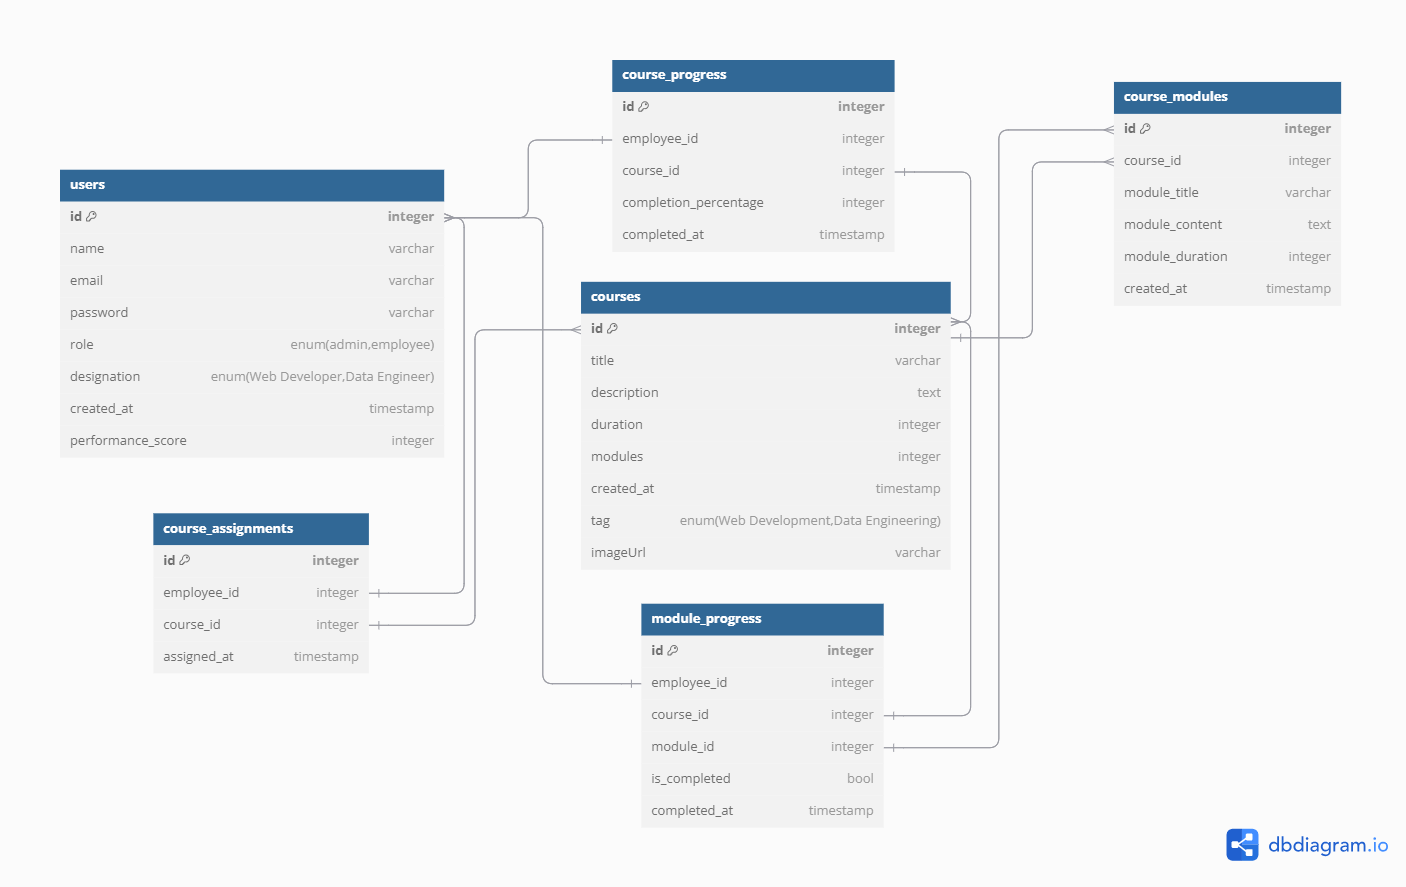 course_progress
id integer
employee_id integer
course_id integer
completion_percentage integer
completed_at timestamp
course_modules
id integer
course_id integer
module_title varchar
module_content text
module_duration integer
created_at timestamp
users
id integer
name varchar
email varchar
password varchar
role enum(admin,employee)
designation enum(Web Developer,Data Engineer)
created_at timestamp
performance_score integer
courses
id integer
title varchar
description text
duration integer
modules integer
created_at timestamp
tag enum(Web Development,Data Engineering)
imageUrl varchar
course_assignments
id integer
employee_id integer
course_id integer
assigned_at timestamp
module_progress
id integer
employee_id integer
course_id integer
module_id integer
is_completed bool
completed_at timestamp
dbdiagram.io